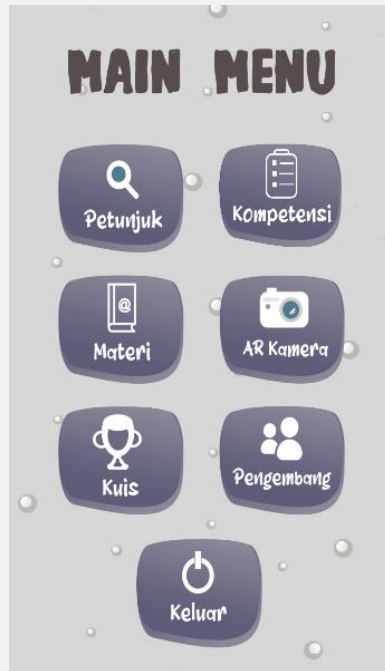 MAIN MENU
Petunjuk
Kompetensi
Materi
AR Kamera
Kuis
Pengembang
Keluar